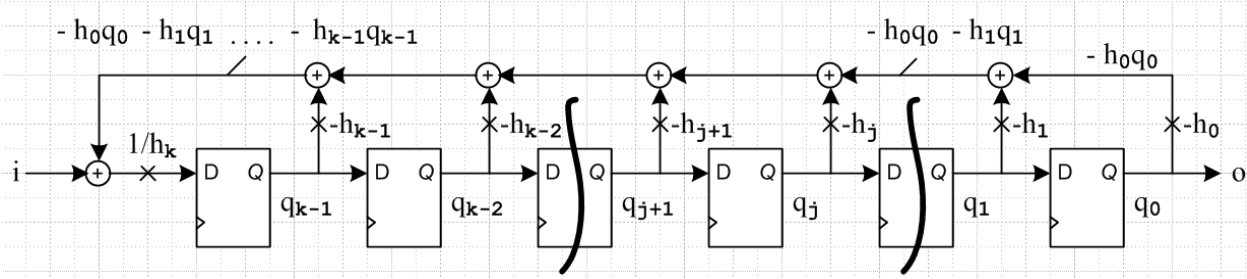 - h₀q₀ - h₁q₁ .... - hₖ₋₁qₖ₋₁
- h₀q₀ - h₁q₁
- h₀q₀
1/hₖ
-hₖ₋₁
-hₖ₋₂
-hⱼ₊₁
-hⱼ
-h₁
-h₀
i
D Q
D Q
D Q
D Q
D Q
D Q
o
qₖ₋₁
qₖ₋₂
qⱼ₊₁
qⱼ
q₁
q₀